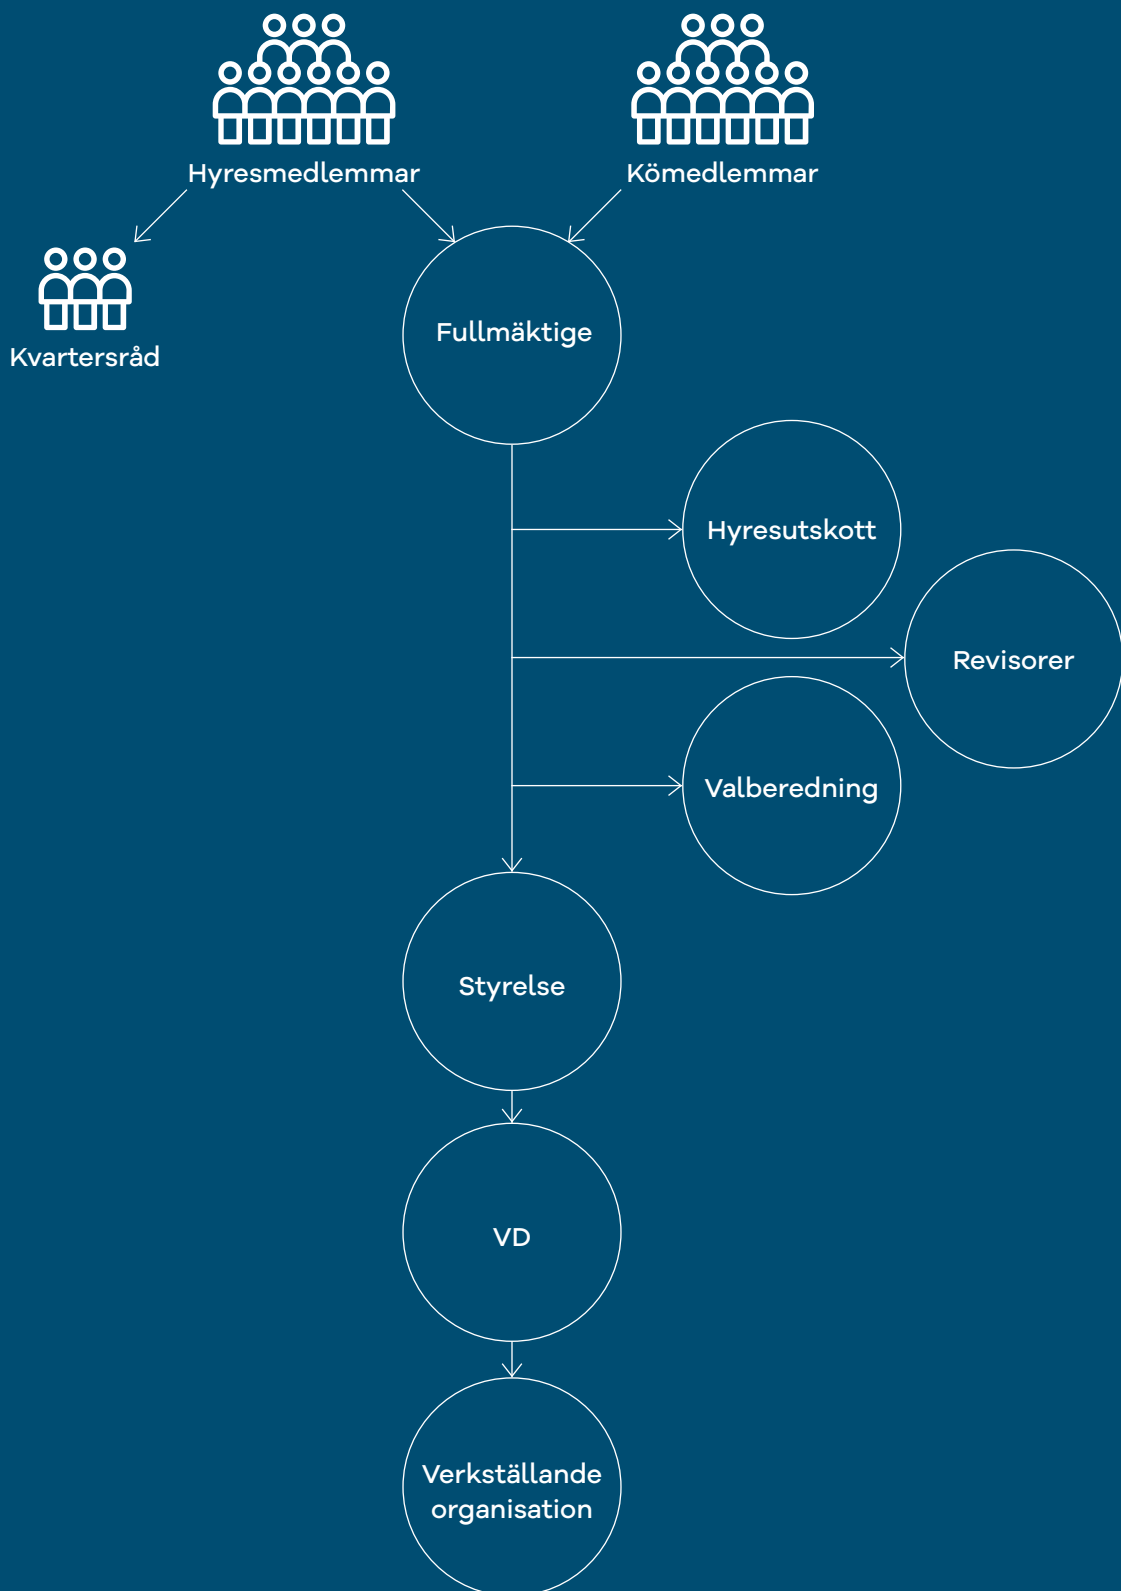 Hyresmedlemmar
Kömedlemmar
Kvartersråd
Fullmäktige
Hyresutskott
Revisorer
Valberedning
Styrelse
VD
Verkställande
organisation